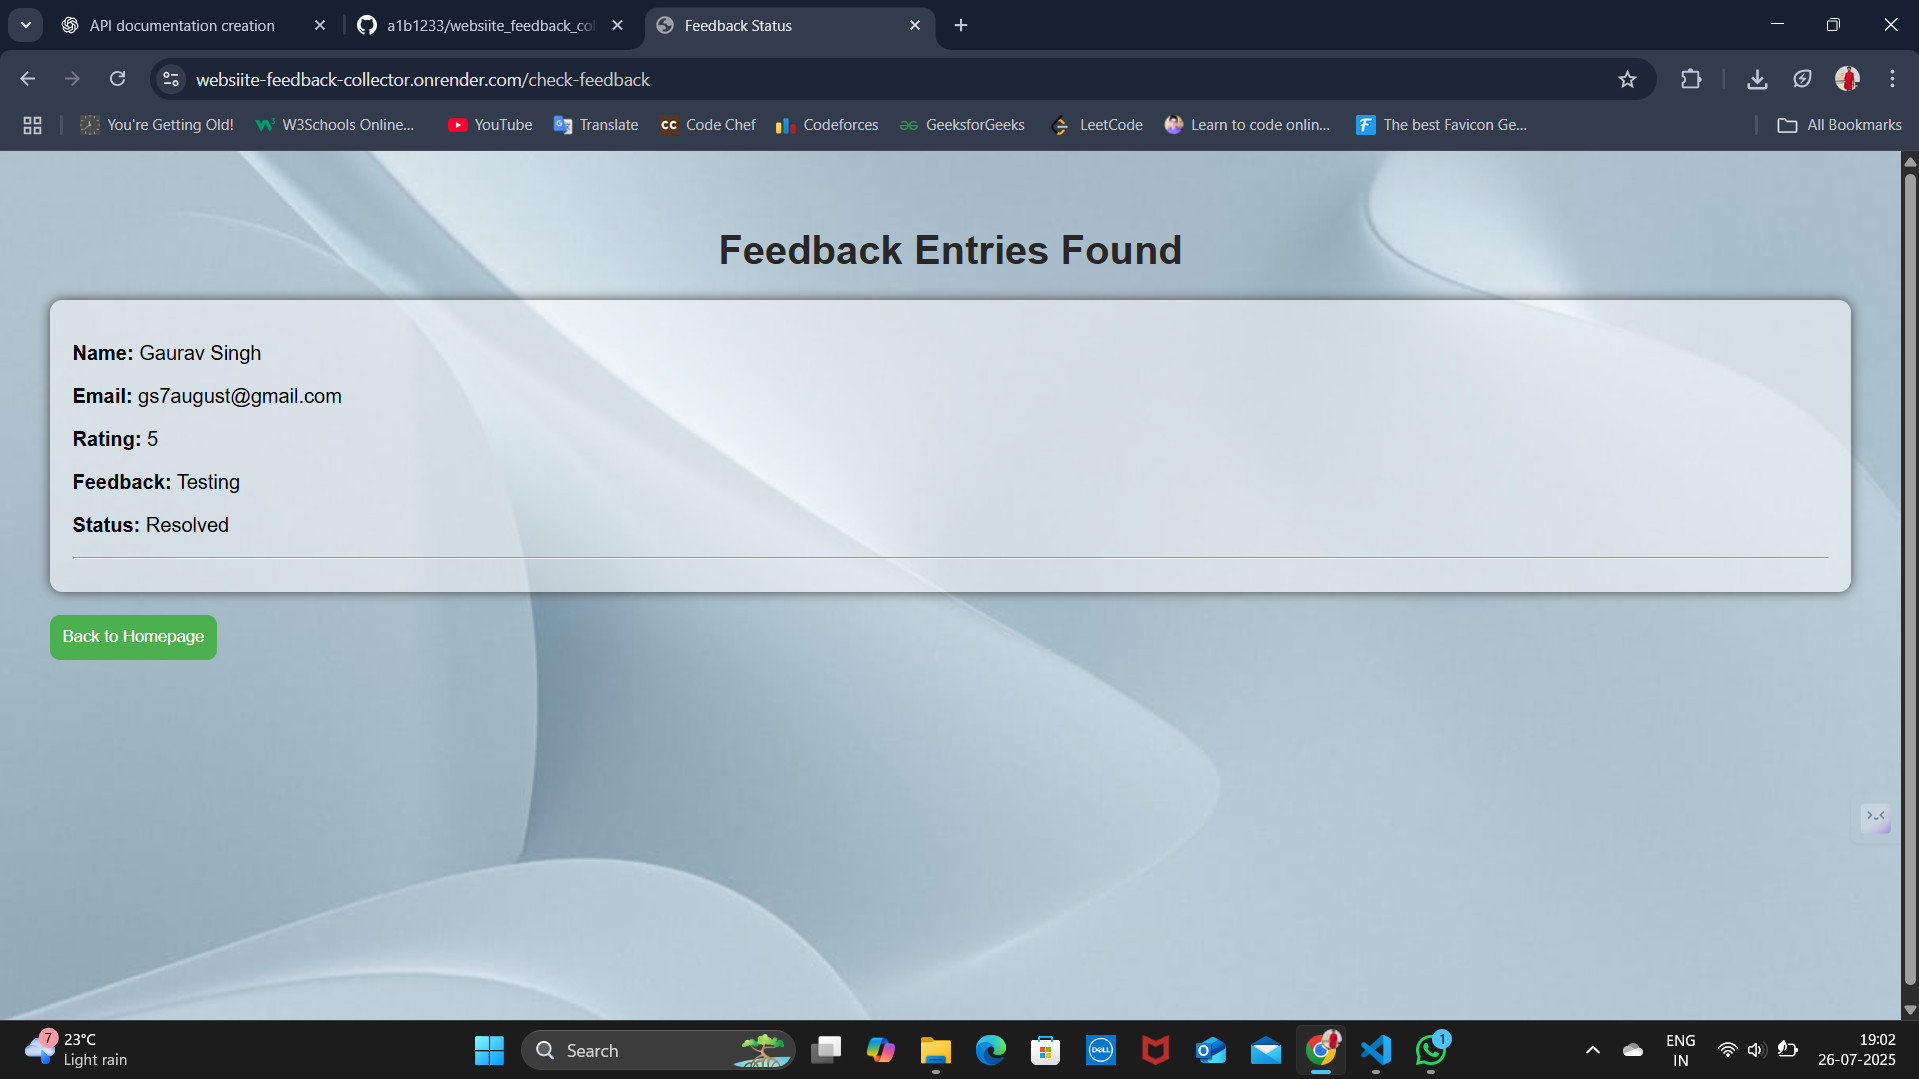 API documentation creation
a1b1233/websiite_feedback_co
Feedback Status
websiite-feedback-collector.onrender.com/check-feedback
You're Getting Old!
W3Schools Online...
YouTube
Translate
CC Code Chef
Codeforces
GeeksforGeeks
LeetCode
Learn to code onlin...
The best Favicon Ge...
All Bookmarks
Feedback Entries Found
Name: Gaurav Singh
Email: gs7august@gmail.com
Rating: 5
Feedback: Testing
Status: Resolved
Back to Homepage
7
23°C
Light rain
Search
DELL
1
ENG
IN
19:02
26-07-2025